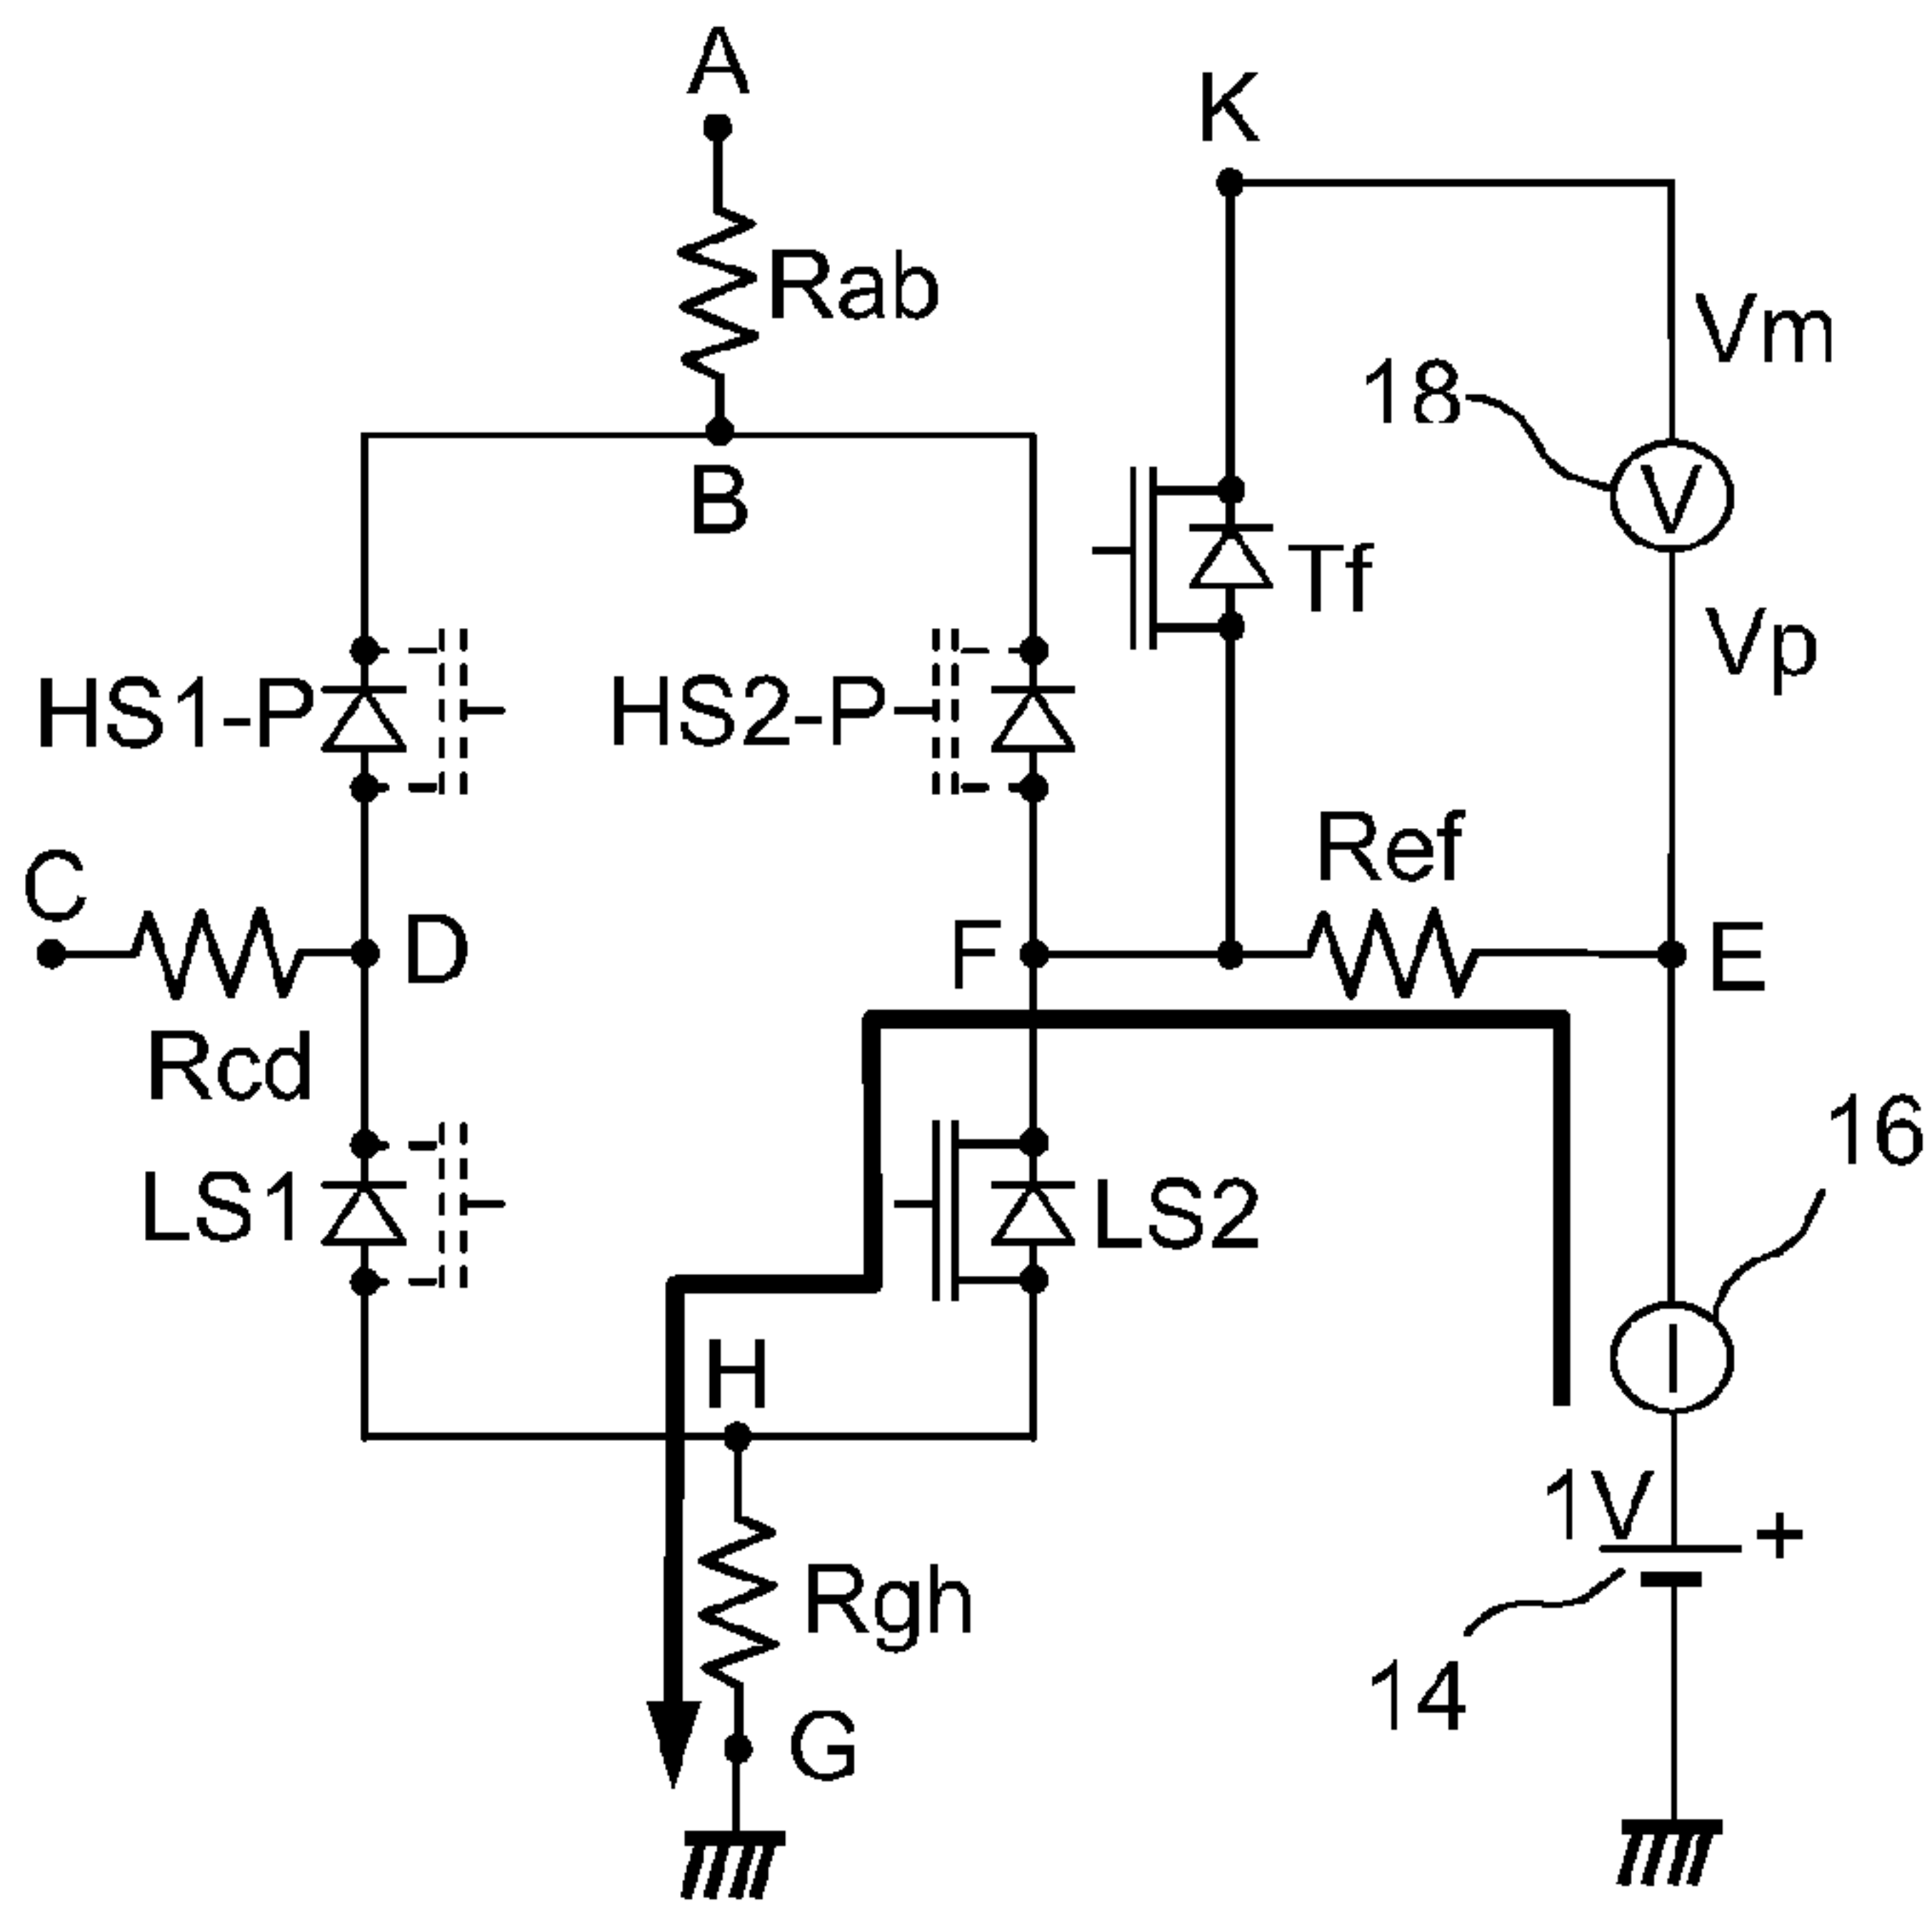 A
K
Rab
Vm
18
V
B
Tf
Vp
HS1-P
HS2-P
Ref
C
D
F
E
Rcd
16
LS1
LS2
H
I
1V
+
Rgh
14
G